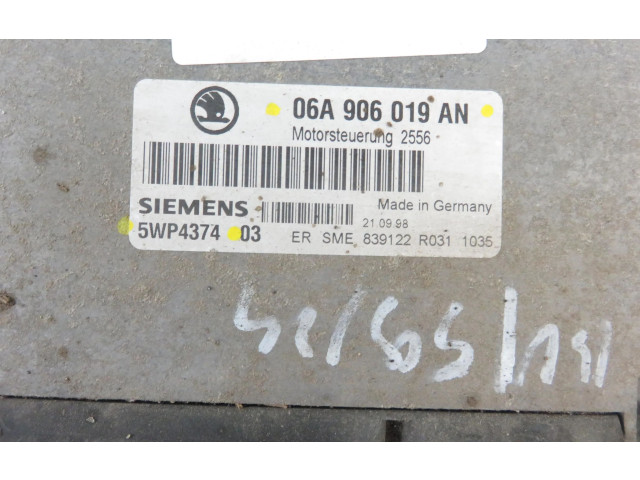 06A 906 019 AN
Motorsteuerung 2556
SIEMENS
Made in Germany
21.09.98
5WP4374 03
ER SME 839122 R031 1035